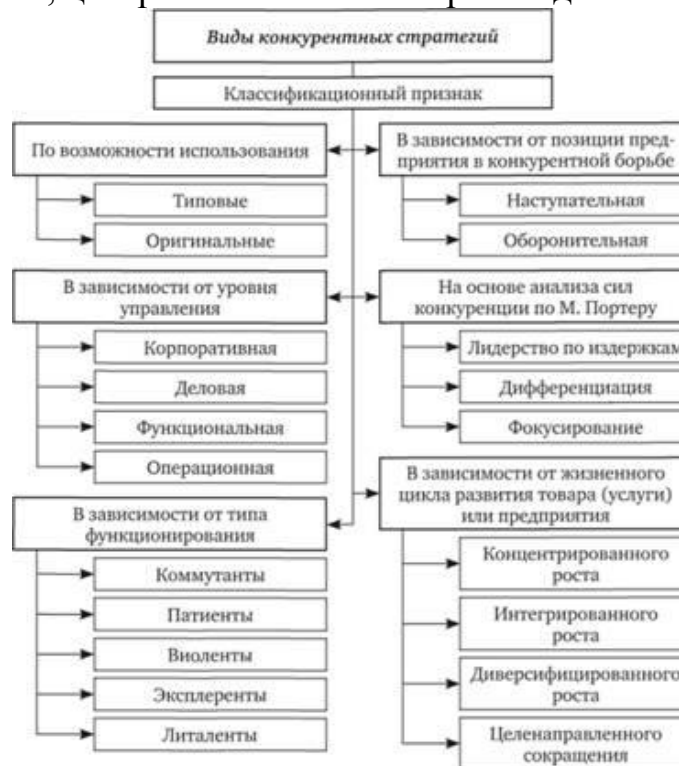 Виды конкурентных стратегий
Классификационный признак
По возможности использования
Типовые
Оригинальные
В зависимости от уровня
управления
Корпоративная
Деловая
Функциональная
Операционная
В зависимости от типа
функционирования
Коммутанты
Патиенты
Виоленты
Эксплеренты
Литаленты
В зависимости от позиции пред-
приятия в конкурентной борьбе
Наступательная
Оборонительная
На основе анализа сил
конкуренции по М. Портеру
Лидерство по издержкам
Дифференциация
Фокусирование
В зависимости от жизненного
цикла развития товара (услуги)
или предприятия
Концентрированного
роста
Интегрированного
роста
Диверсифицированного
роста
Целенаправленного
сокращения